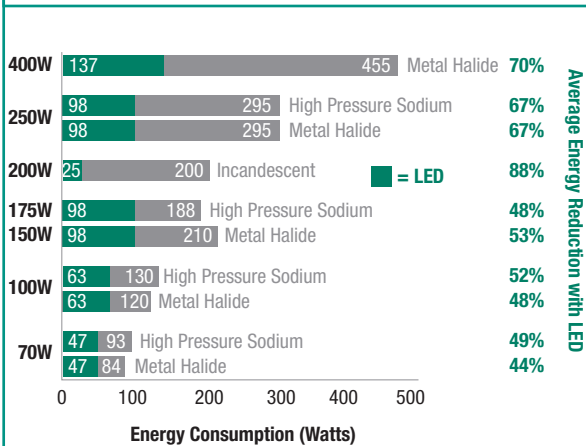 400W 137 455 Metal Halide 70%
250W
98 295 High Pressure Sodium 67%
98 295 Metal Halide 67%
200W 25 200 Incandescent 88%
= LED
175W 98 188 High Pressure Sodium 48%
150W 98 210 Metal Halide 53%
100W
63 130 High Pressure Sodium 52%
63 120 Metal Halide 48%
70W
47 93 High Pressure Sodium 49%
47 84 Metal Halide 44%
0 100 200 300 400 500
Energy Consumption (Watts)
Average Energy Reduction with LED